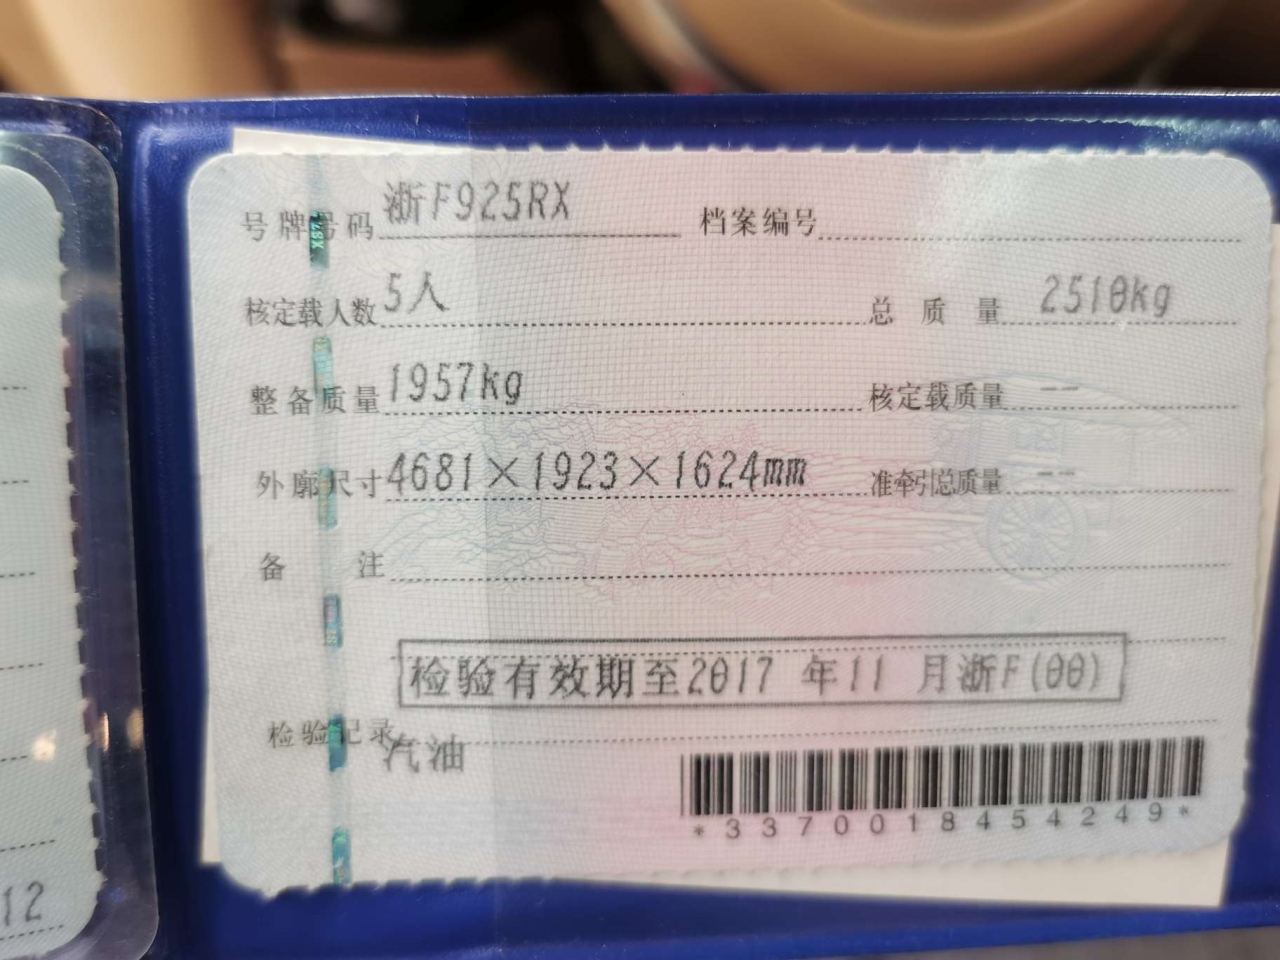 号牌号码 浙F925RX 档案编号
核定载人数 5人 总质量 2510kg
整备质量 1957kg 核定载质量 --
外廓尺寸 4681×1923×1624mm 准牵引总质量 --
备注
检验有效期至2017 年11 月浙F(00)
检验记录
汽油
*3370018454249*
12